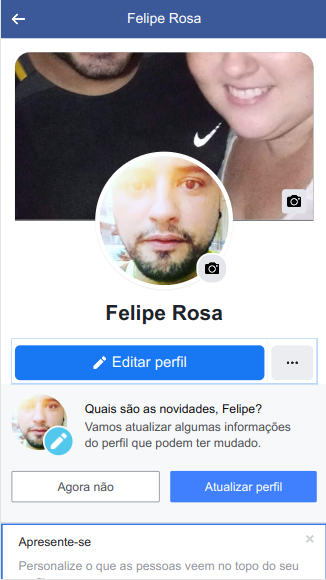 Felipe Rosa
Felipe Rosa
Editar perfil
Quais são as novidades, Felipe?
Vamos atualizar algumas informações
do perfil que podem ter mudado.
Agora não
Atualizar perfil
Apresente-se
Personalize o que as pessoas veem no topo do seu